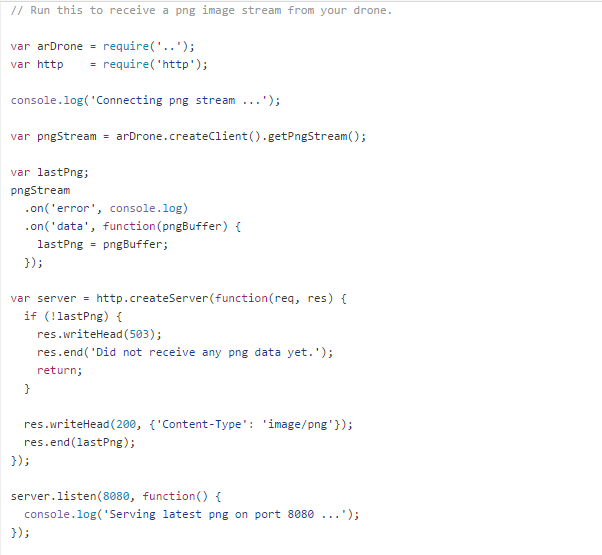 // Run this to receive a png image stream from your drone.

var arDrone = require('..');
var http    = require('http');

console.log('Connecting png stream ...');

var pngStream = arDrone.createClient().getPngStream();

var lastPng;
pngStream
  .on('error', console.log)
  .on('data', function(pngBuffer) {
    lastPng = pngBuffer;
  });

var server = http.createServer(function(req, res) {
  if (!lastPng) {
    res.writeHead(503);
    res.end('Did not receive any png data yet.');
    return;
  }

  res.writeHead(200, {'Content-Type': 'image/png'});
  res.end(lastPng);
});

server.listen(8080, function() {
  console.log('Serving latest png on port 8080 ...');
});